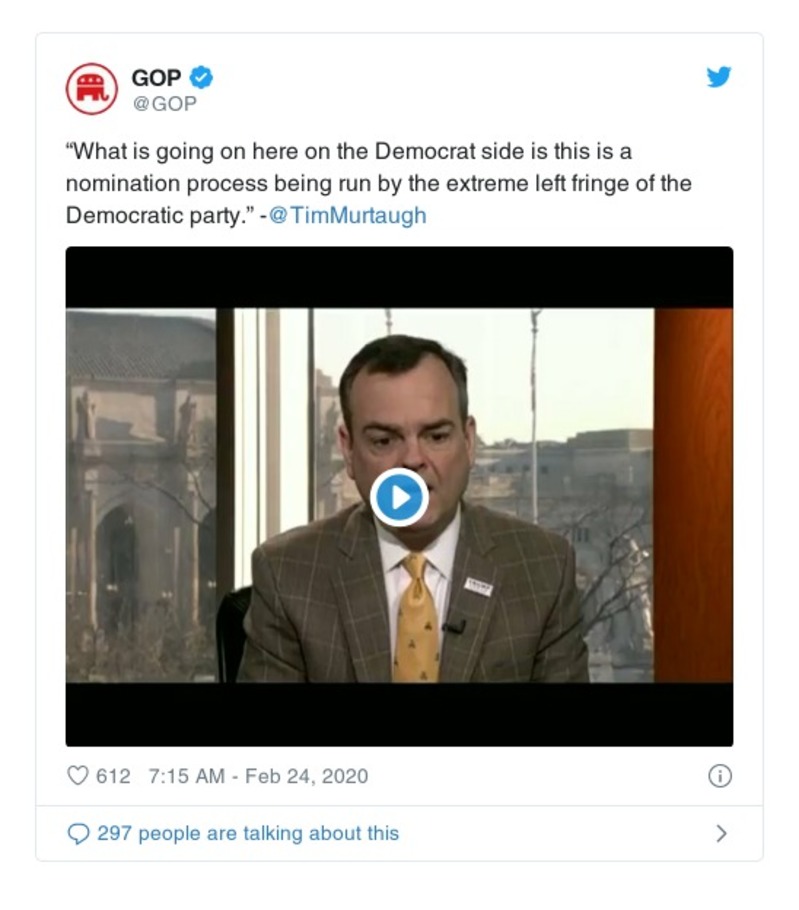 GOP
@GOP
“What is going on here on the Democrat side is this is a
nomination process being run by the extreme left fringe of the
Democratic party.” -@TimMurtaugh
TRUMP
612 7:15 AM - Feb 24, 2020
297 people are talking about this